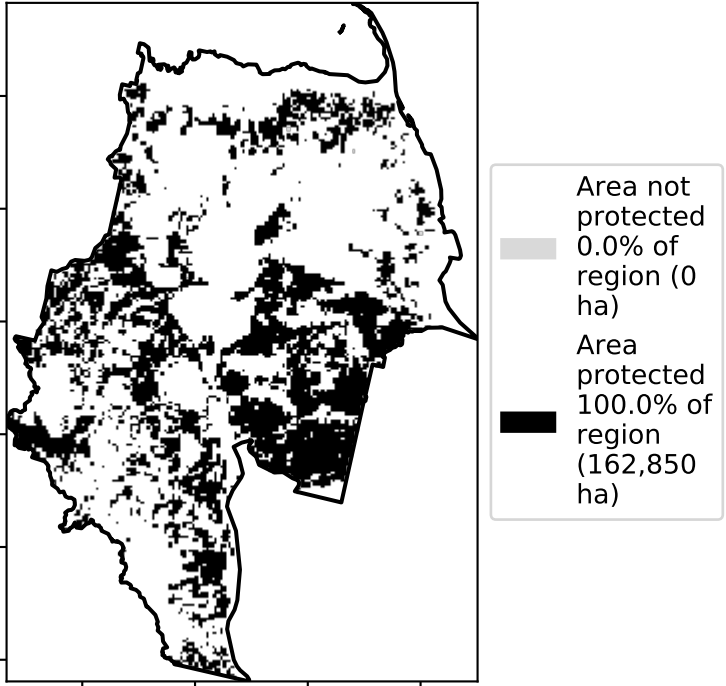 Area not
protected
0.0% of
region (0
ha)
Area
protected
100.0% of
region
(162,850
ha)